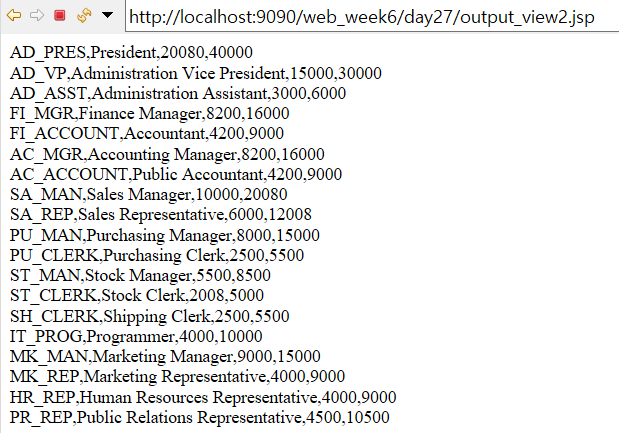 http://localhost:9090/web_week6/day27/output_view2.jsp
AD_PRES,President,20080,40000
AD_VP,Administration Vice President,15000,30000
AD_ASST,Administration Assistant,3000,6000
FI_MGR,Finance Manager,8200,16000
FI_ACCOUNT,Accountant,4200,9000
AC_MGR,Accounting Manager,8200,16000
AC_ACCOUNT,Public Accountant,4200,9000
SA_MAN,Sales Manager,10000,20080
SA_REP,Sales Representative,6000,12008
PU_MAN,Purchasing Manager,8000,15000
PU_CLERK,Purchasing Clerk,2500,5500
ST_MAN,Stock Manager,5500,8500
ST_CLERK,Stock Clerk,2008,5000
SH_CLERK,Shipping Clerk,2500,5500
IT_PROG,Programmer,4000,10000
MK_MAN,Marketing Manager,9000,15000
MK_REP,Marketing Representative,4000,9000
HR_REP,Human Resources Representative,4000,9000
PR_REP,Public Relations Representative,4500,10500